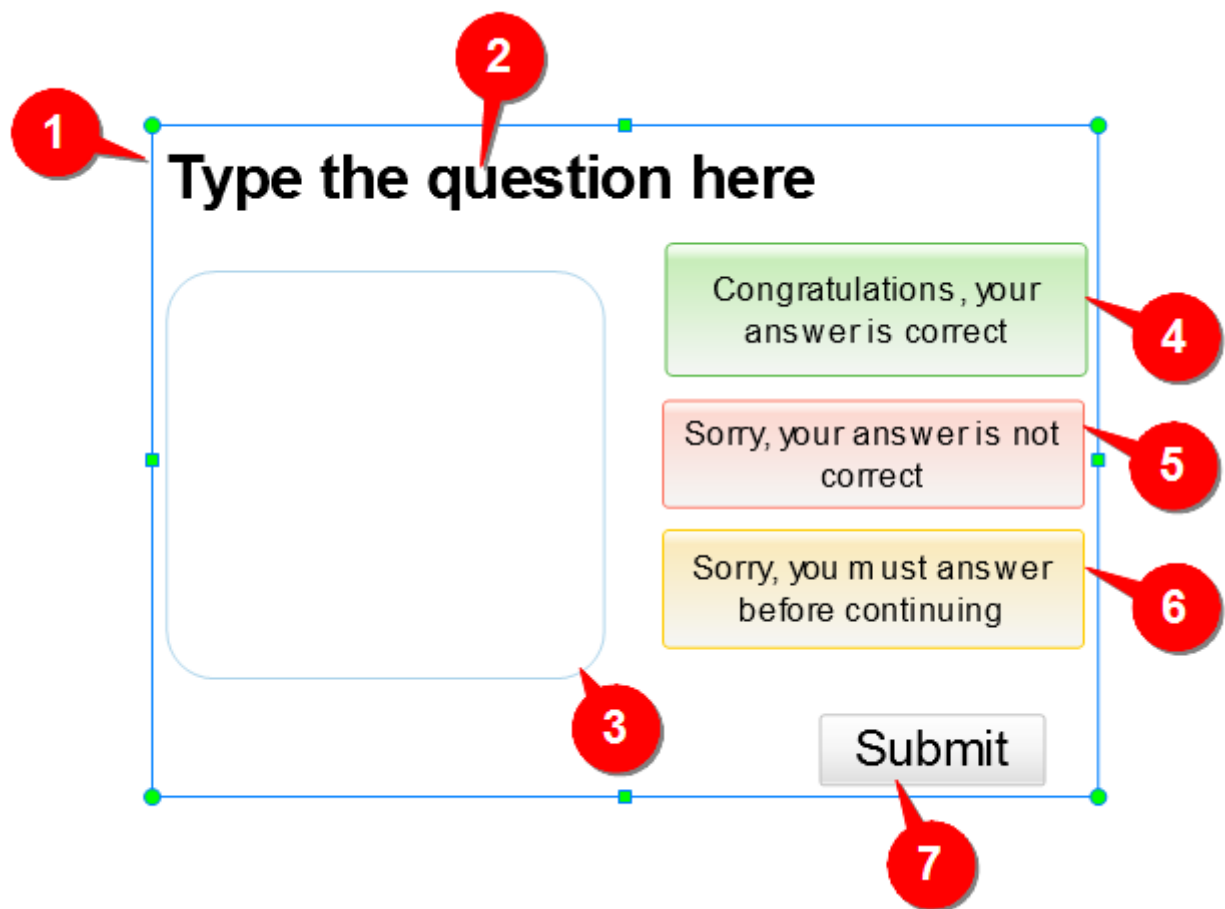 2
1
Type the question here
Congratulations, your
answer is correct
4
Sorry, your answer is not
correct
5
Sorry, you must answer
before continuing
6
3
Submit
7